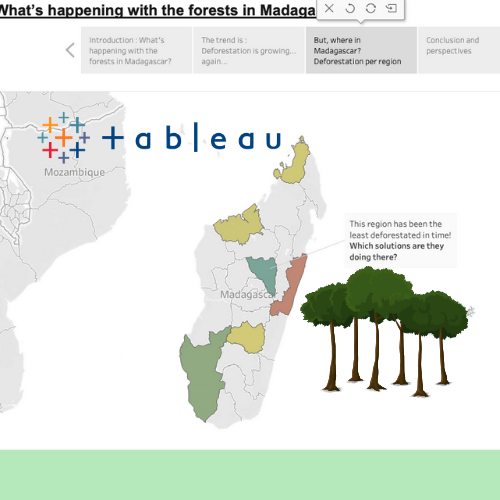 What's happening with the forests in Madaga
Introduction : What's
happening with the
forests in Madagascar?
The trend is :
Deforestation is growing...
again...
But, where in
Madagascar?
Deforestation per region
Conclusion and
perspectives
tableau
Mozambique
This region has been the
least deforestated in time!
Which solutions are they
doing there?
Madagascar